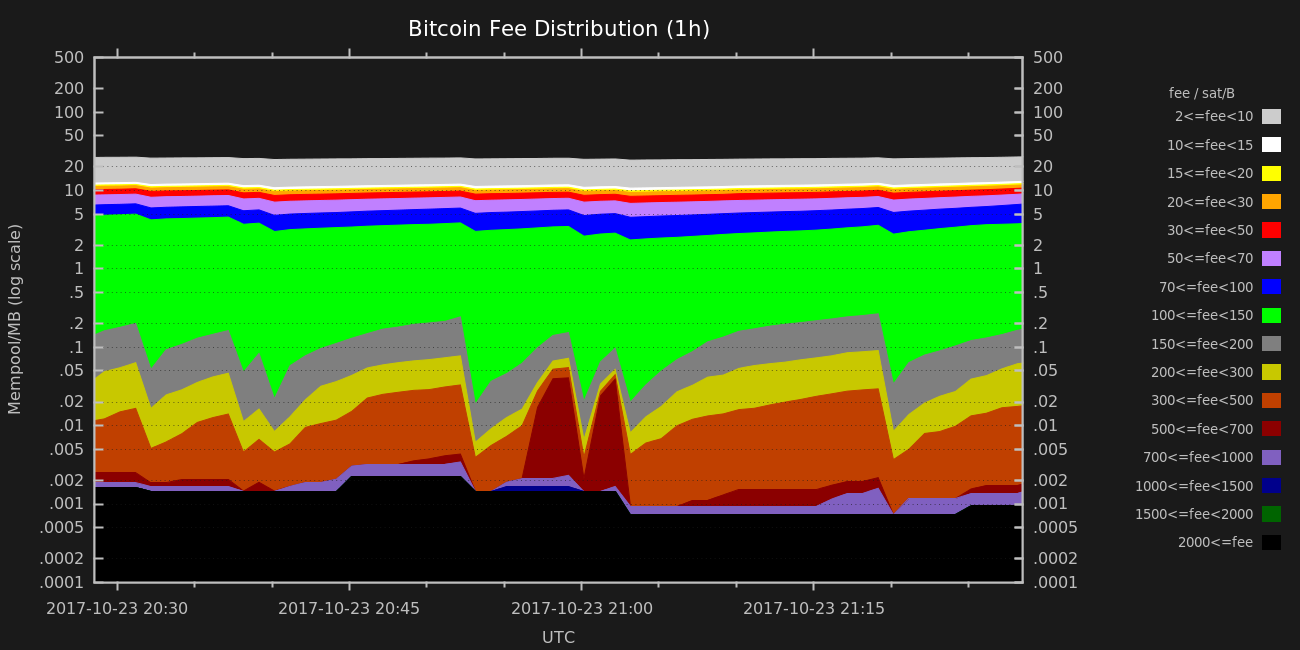 Bitcoin Fee Distribution (1h)
Mempool/MB (log scale)
500
200
100
50
20
10
5
2
1
.5
.2
.1
.05
.02
.01
.005
.002
.001
.0005
.0002
.0001
500
200
100
50
20
10
5
2
1
.5
.2
.1
.05
.02
.01
.005
.002
.001
.0005
.0002
.0001
2017-10-23 20:30 2017-10-23 20:45 2017-10-23 21:00 2017-10-23 21:15
UTC
fee / sat/B
2<=fee<10
10<=fee<15
15<=fee<20
20<=fee<30
30<=fee<50
50<=fee<70
70<=fee<100
100<=fee<150
150<=fee<200
200<=fee<300
300<=fee<500
500<=fee<700
700<=fee<1000
1000<=fee<1500
1500<=fee<2000
2000<=fee